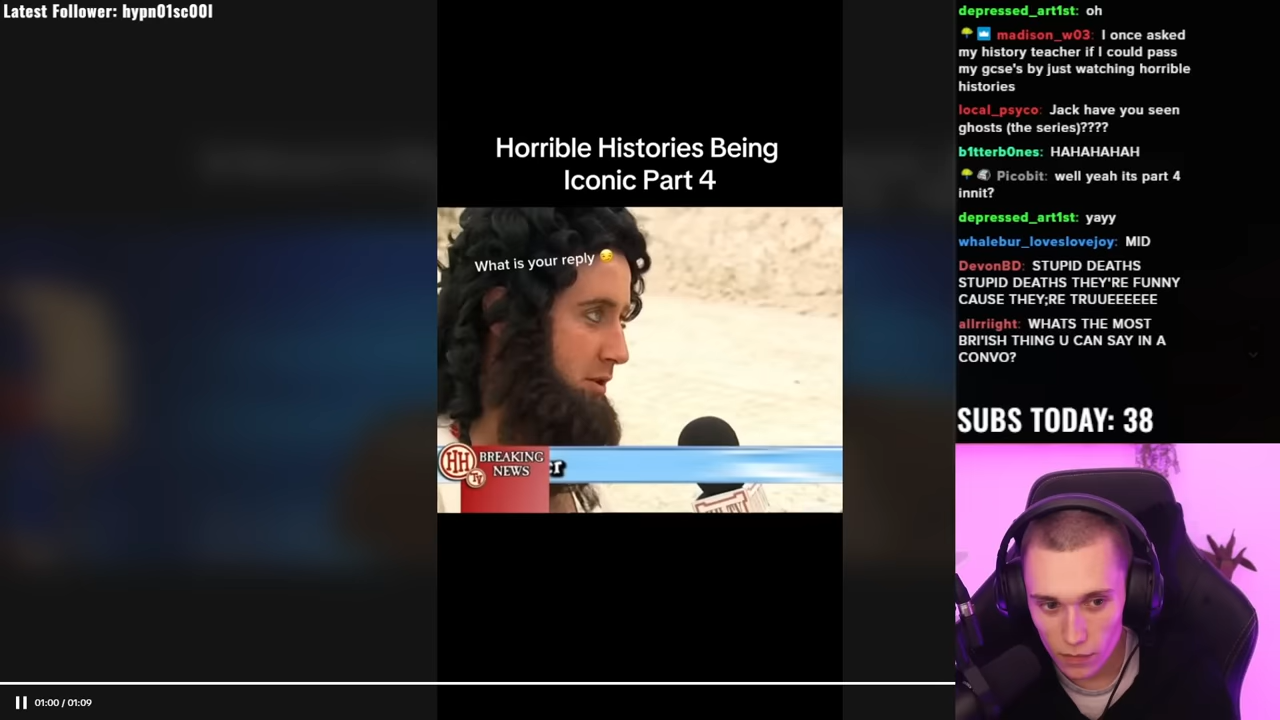 Latest Follower: hypn01sc00l
Horrible Histories Being
Iconic Part 4
What is your reply 😒
HH
TV
BREAKING
NEWS
er
01:00 / 01:09
depressed_art1st: oh
madison_w03: I once asked
my history teacher if I could pass
my gcse's by just watching horrible
histories
local_psyco: Jack have you seen
ghosts (the series)????
b1tterb0nes: HAHAHAHAH
Picobit: well yeah its part 4
innit?
depressed_art1st: yayy
whalebur_loveslovejoy: MID
DevonBD: STUPID DEATHS
STUPID DEATHS THEY'RE FUNNY
CAUSE THEY;RE TRUUEEEEEE
allrriight: WHATS THE MOST
BRI'ISH THING U CAN SAY IN A
CONVO?
SUBS TODAY: 38